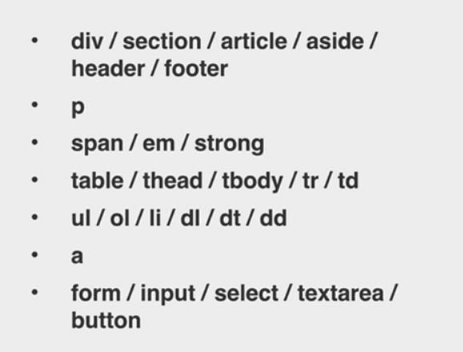 • div / section / article / aside /
header / footer
• p
• span / em / strong
• table / thead / tbody / tr / td
• ul / ol / li / dl / dt / dd
• a
• form / input / select / textarea /
button